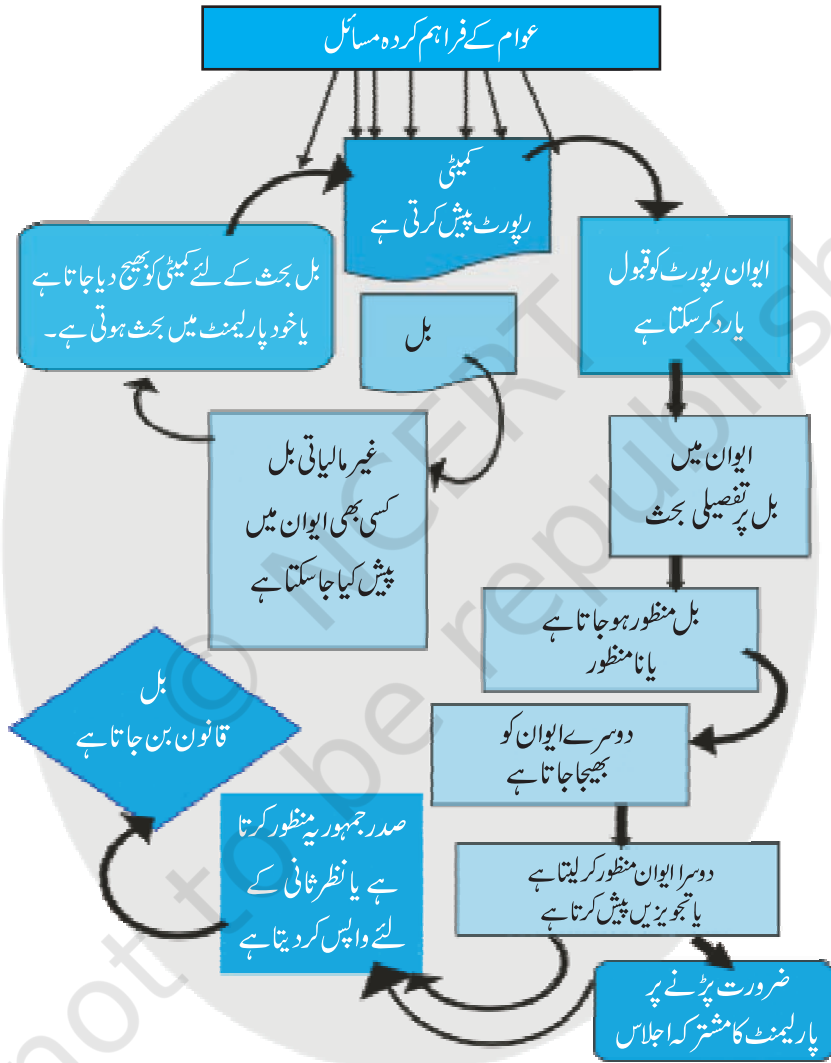 عوام کے فراہم کردہ مسائل
کمیٹی
رپورٹ پیش کرتی ہے
ایوان رپورٹ کو قبول
یا رد کر سکتا ہے
بل بحث کے لئے کمیٹی کو بھیج دیا جاتا ہے
یا خود پارلیمنٹ میں بحث ہوتی ہے۔
بل
غیر مالیاتی بل
کسی بھی ایوان میں
پیش کیا جا سکتا ہے
ایوان میں
بل پر تفصیلی بحث
بل منظور ہو جاتا ہے
یا نا منظور
دوسرے ایوان کو
بھیجا جاتا ہے
بل
قانون بن جاتا ہے
صدر جمہوریہ منظور کرتا
ہے یا نظر ثانی کے
لئے واپس کر دیتا ہے
دوسرا ایوان منظور کر لیتا ہے
یا تجویزیں پیش کرتا ہے
ضرورت پڑنے پر
پارلیمنٹ کا مشترکہ اجلاس
© NCERT
not to be republish